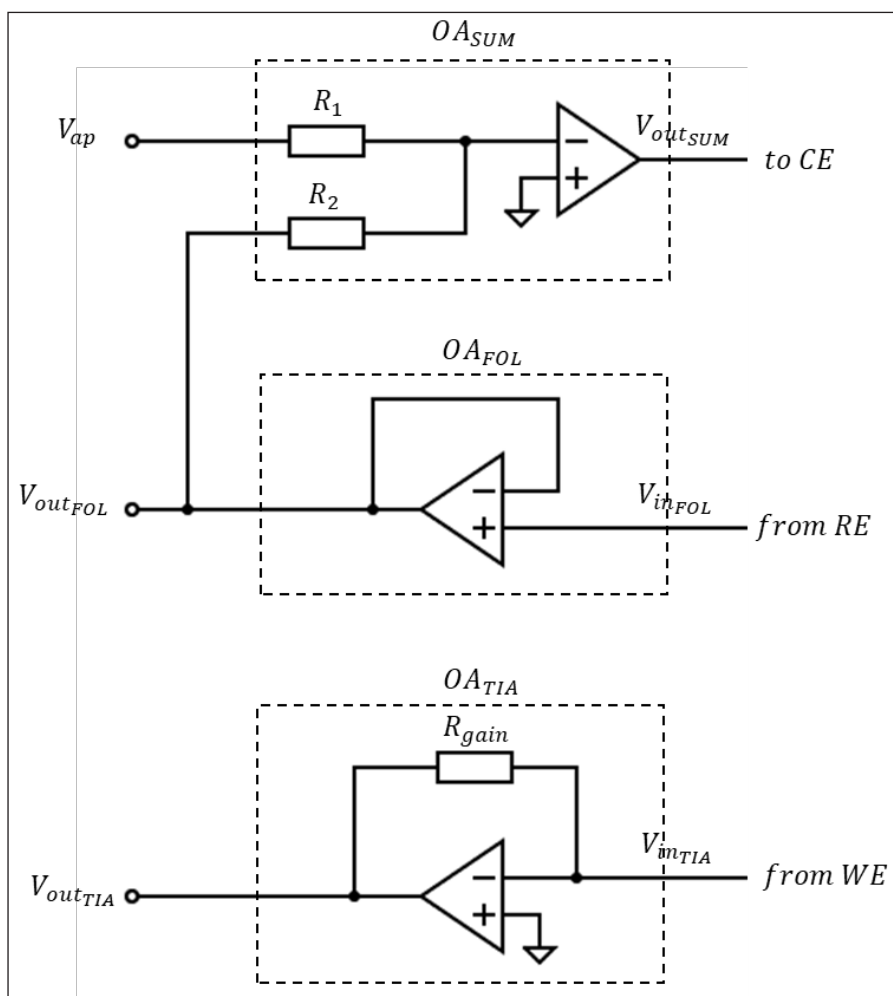 OA_SUM
R_1
V_ap
V_out_SUM
to CE
R_2
OA_FOL
V_out_FOL
V_in_FOL
from RE
OA_TIA
R_gain
V_in_TIA
from WE
V_out_TIA